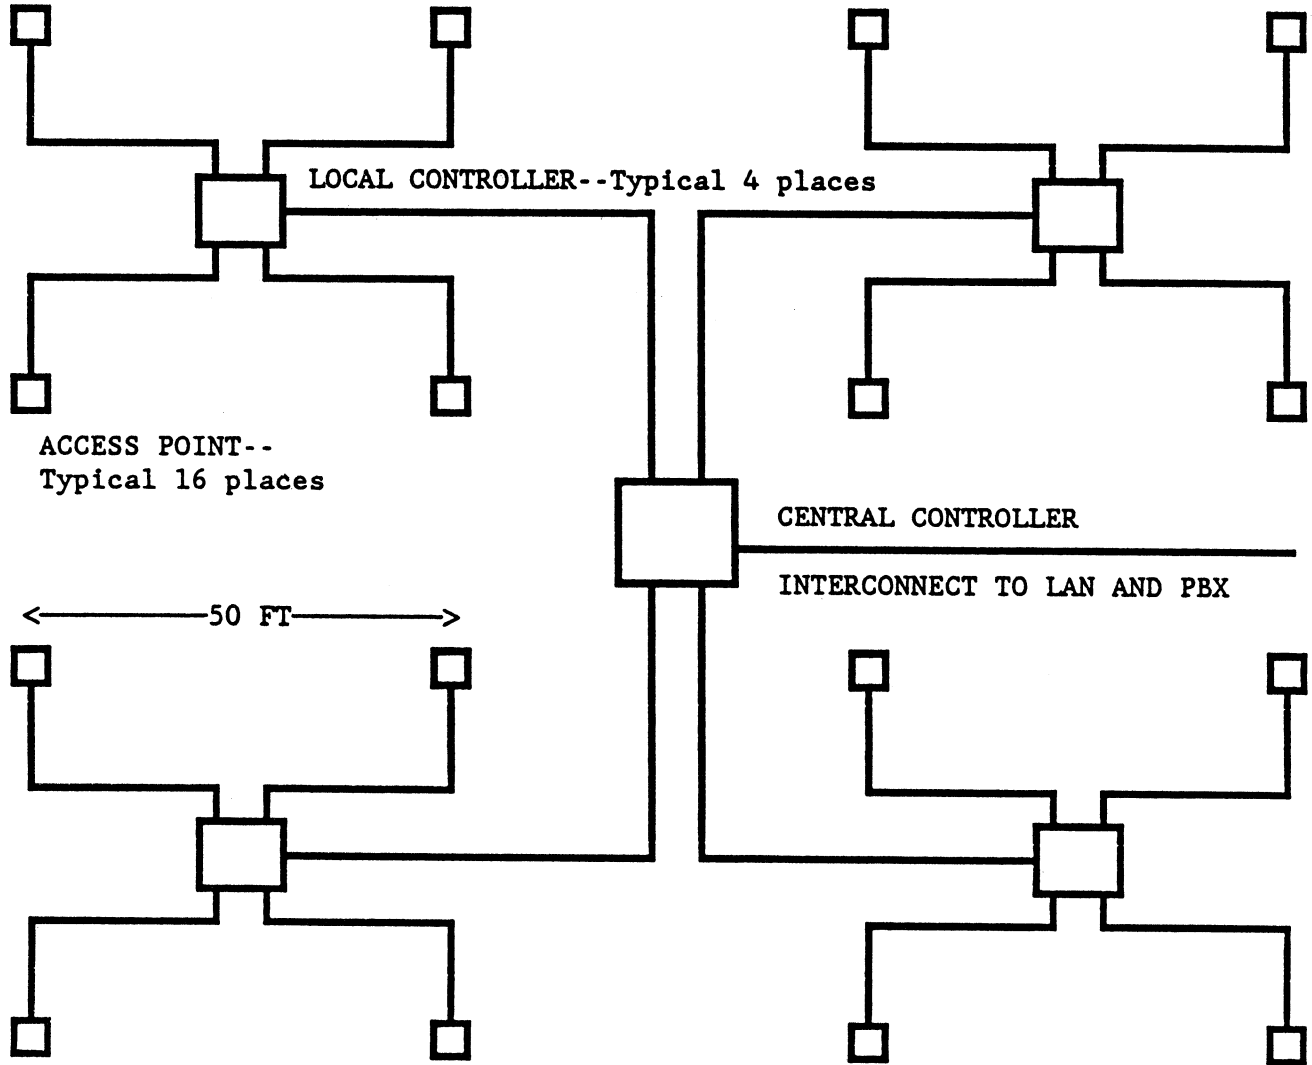 LOCAL CONTROLLER--Typical 4 places
ACCESS POINT--
Typical 16 places
CENTRAL CONTROLLER
INTERCONNECT TO LAN AND PBX
50 FT